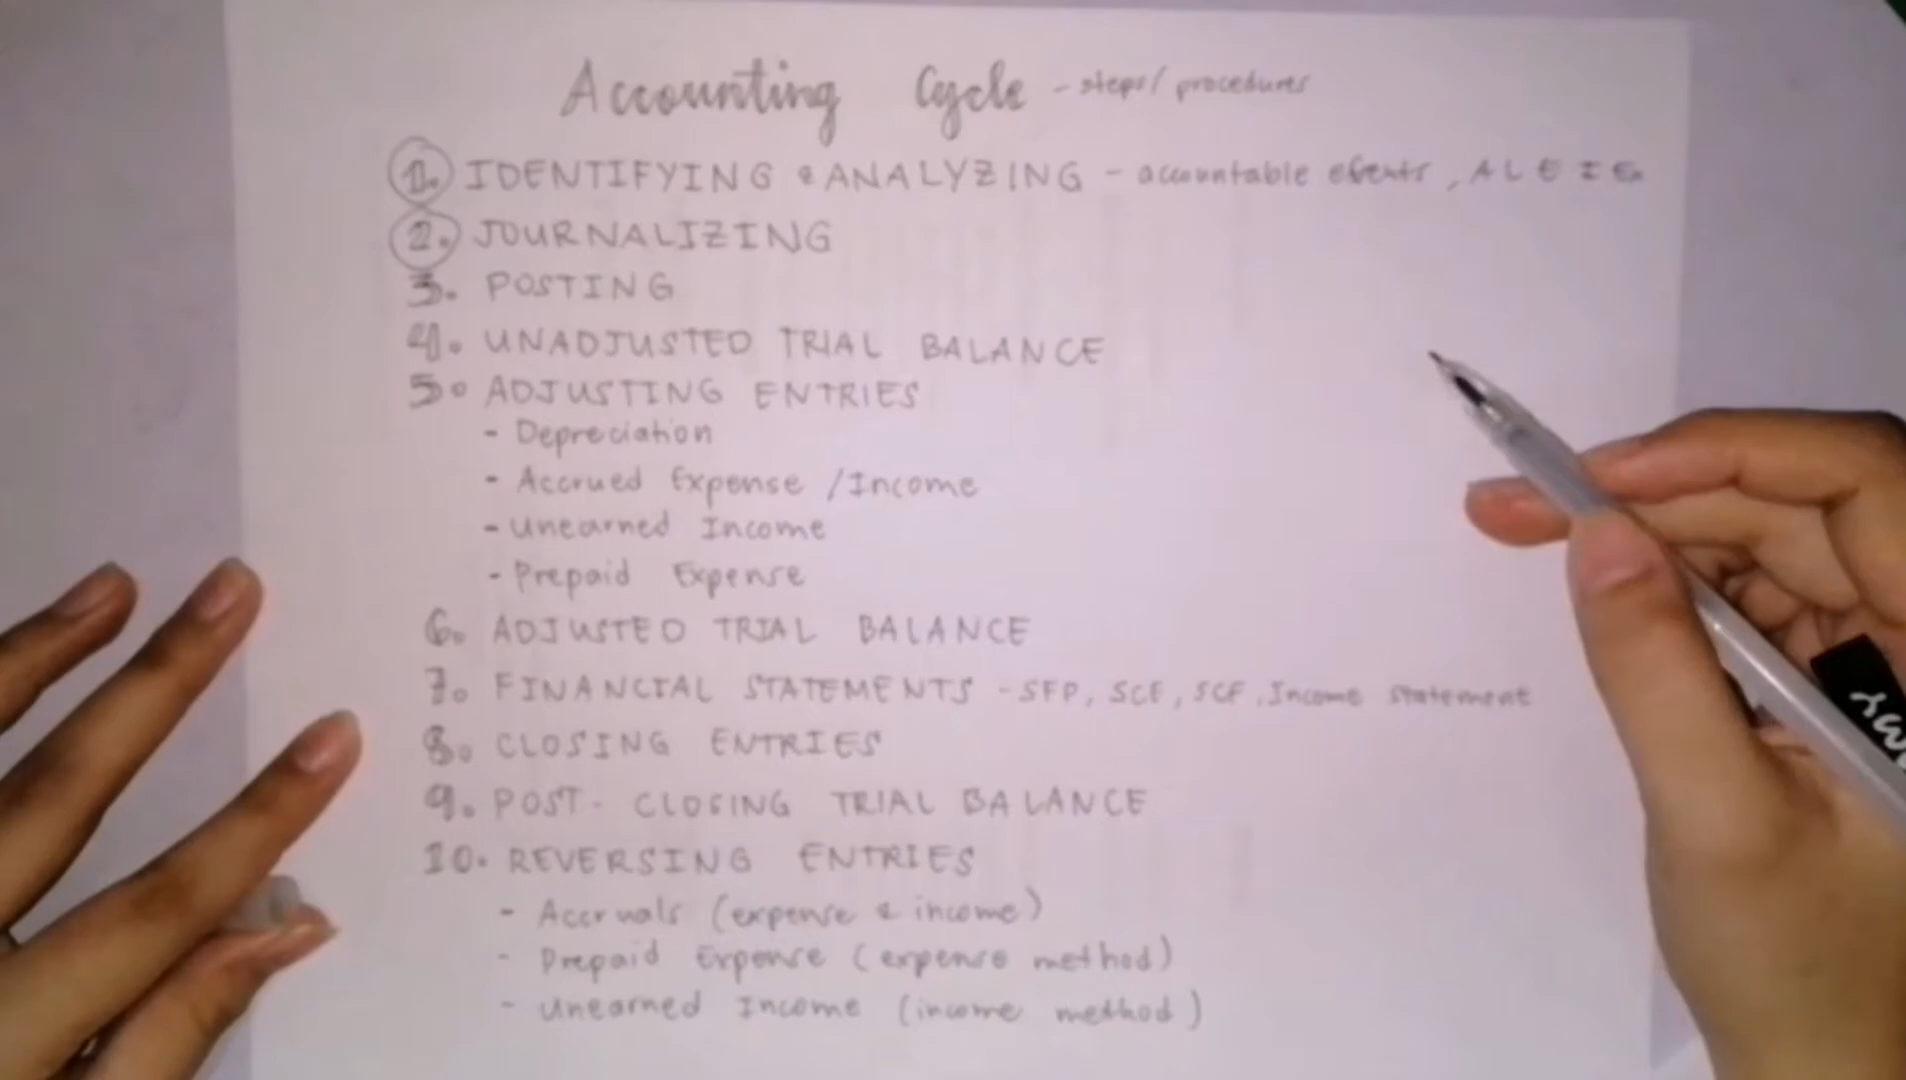 Accounting Cycle - steps/ procedures
1. IDENTIFYING & ANALYZING - accountable events, A L E I Ex
2. JOURNALIZING
3. POSTING
4. UNADJUSTED TRIAL BALANCE
5. ADJUSTING ENTRIES
- Depreciation
- Accrued Expense /Income
- Unearned Income
- Prepaid Expense
6. ADJUSTED TRIAL BALANCE
7. FINANCIAL STATEMENTS - SFP, SCE, SCF, Income Statement
8. CLOSING ENTRIES
9. POST- CLOSING TRIAL BALANCE
10. REVERSING ENTRIES
- Accruals (expense & income)
- Prepaid Expense (expense method)
- Unearned Income (income method)